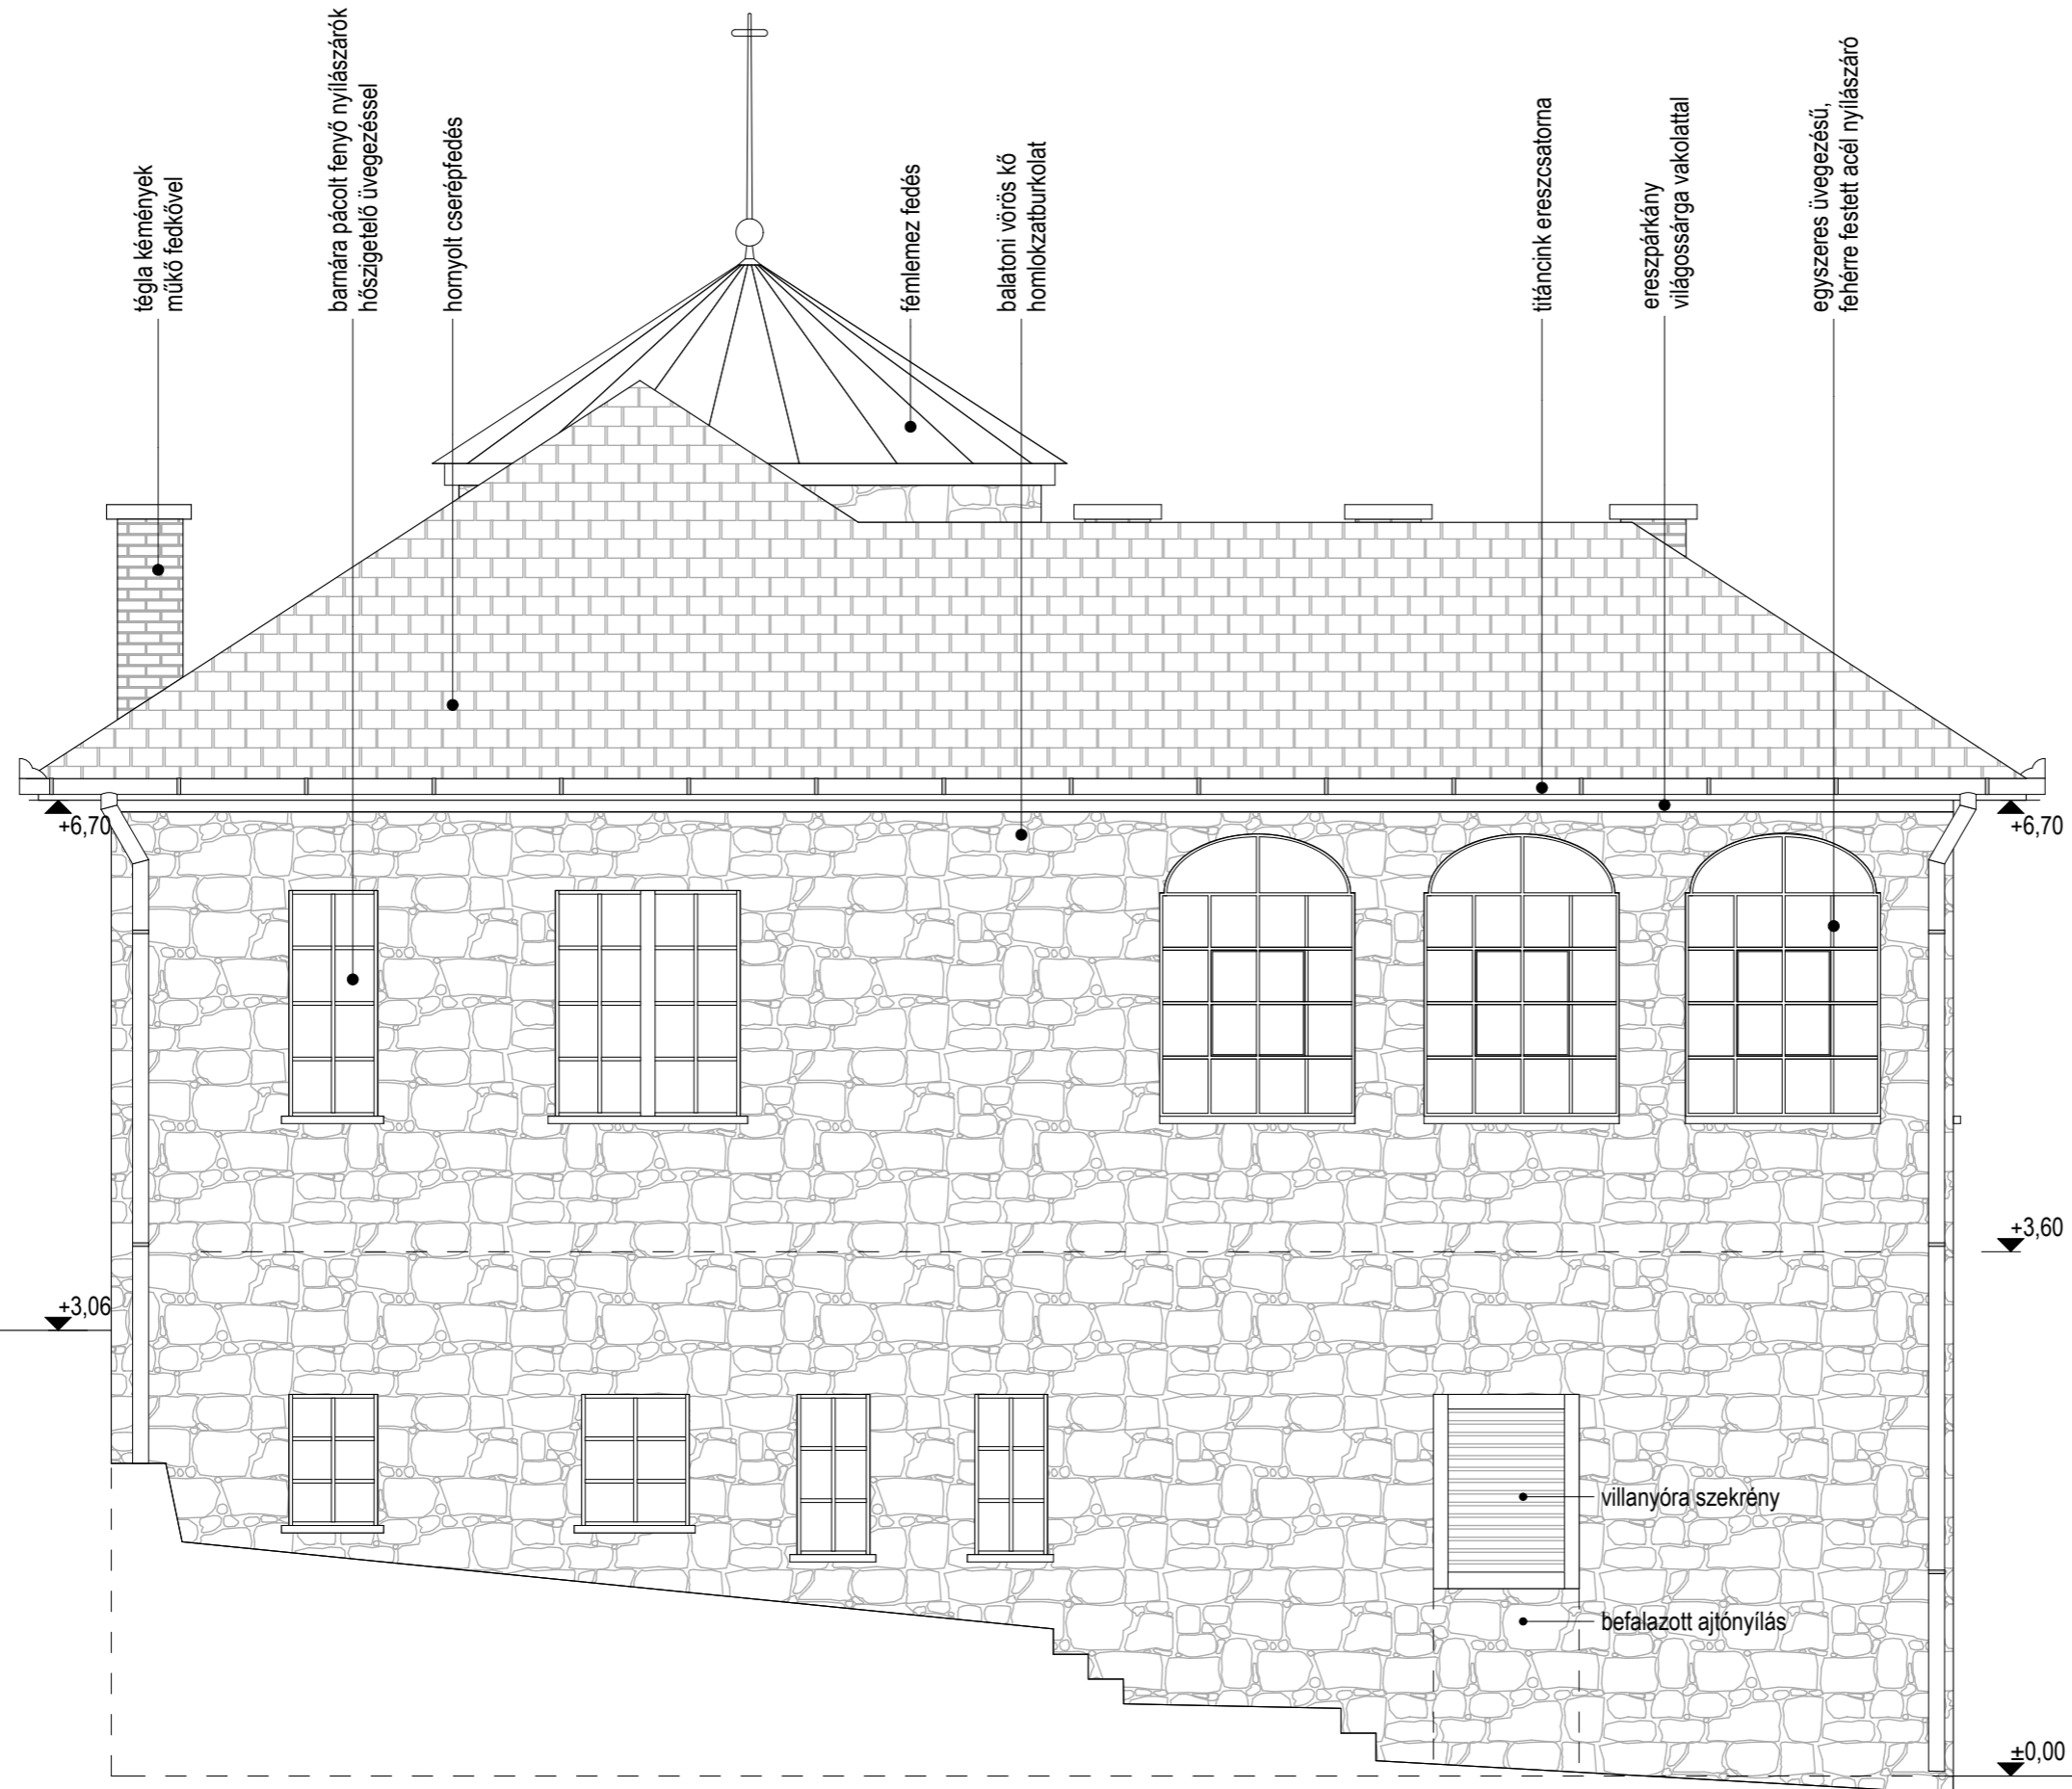 tégla kémények
műkő fedkővel
barnára pácolt fenyő nyílászárók
hőszigetelő üvegezéssel
hornyolt cserépfedés
fémlemez fedés
balatoni vörös kő
homlokzatburkolat
titáncink ereszcsatorna
ereszpárkány
világossárga vakolattal
egyszeres üvegezésű,
fehérre festett acél nyílászáró
+6,70
+6,70
+3,60
+3,06
villanyóra szekrény
befalazott ajtónyílás
±0,00